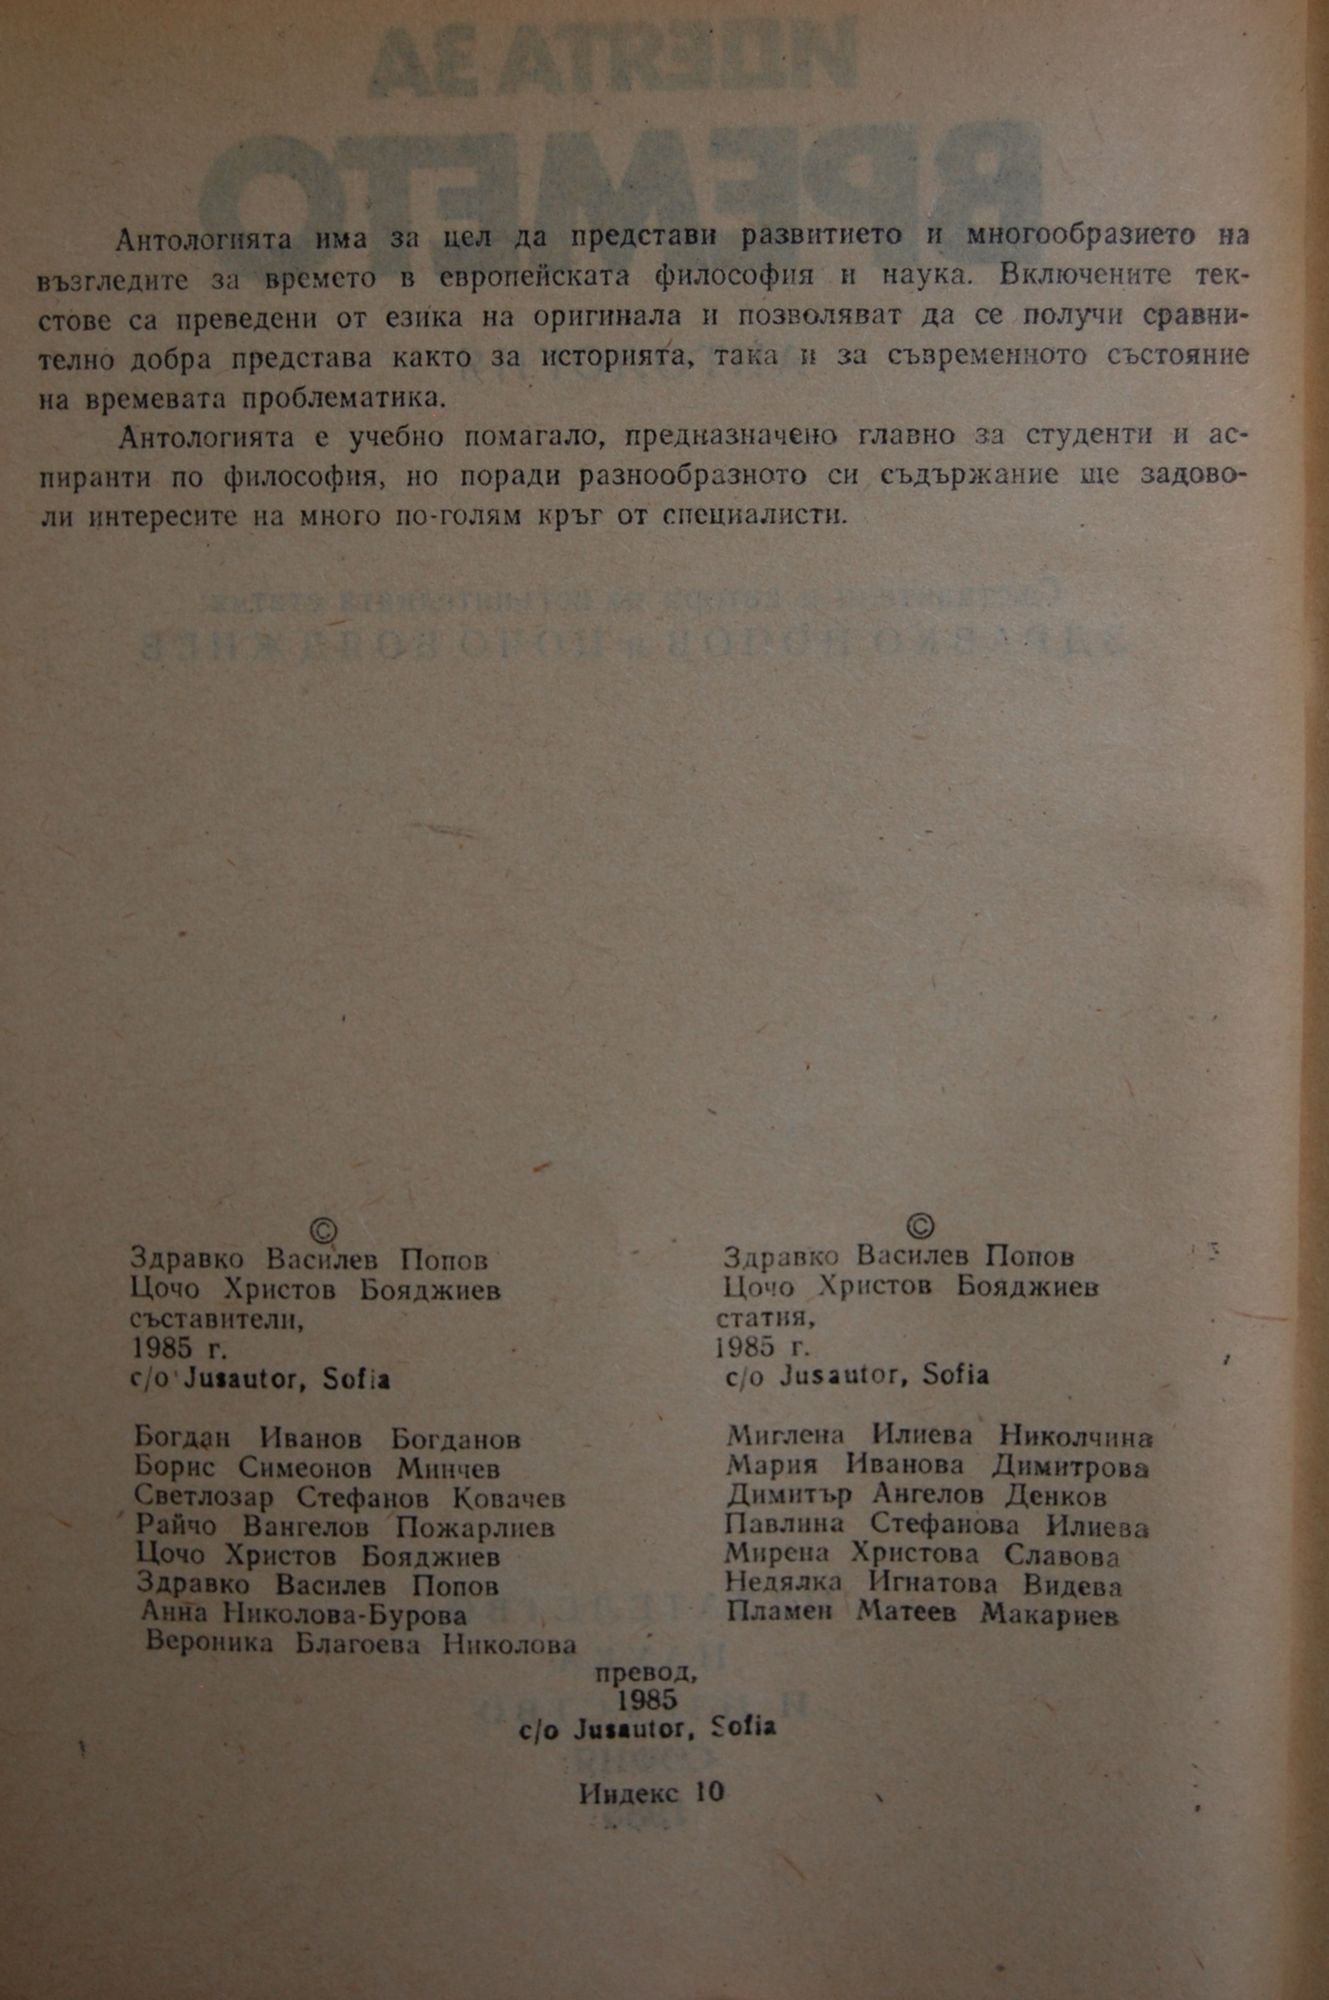 Антологията има за цел да представи развитието и многообразието на
възгледите за времето в европейската философия и наука. Включените тек-
стове са преведени от езика на оригинала и позволяват да се получи сравни-
телно добра представа както за историята, така и за съвременното състояние
на времевата проблематика.
Антологията е учебно помагало, предназначено главно за студенти и ас-
пиранти по философия, но поради разнообразното си съдържание ще задово-
ли интересите на много по-голям кръг от специалисти.
©
Здравко Василев Попов
Цочо Христов Бояджиев
съставители,
1985 г.
c/o Jusautor, Sofia
©
Здравко Василев Попов
Цочо Христов Бояджиев
статия,
1985 г.
c/o Jusautor, Sofia
Богдан Иванов Богданов
Борис Симеонов Минчев
Светлозар Стефанов Ковачев
Райчо Вангелов Пожарлиев
Цочо Христов Бояджиев
Здравко Василев Попов
Анна Николова-Бурова
Вероника Благоева Николова
Миглена Илиева Николчина
Мария Иванова Димитрова
Димитър Ангелов Денков
Павлина Стефанова Илиева
Мирена Христова Славова
Недялка Игнатова Видева
Пламен Матеев Макариев
превод,
1985
c/o Jusautor, Sofia
Индекс 10